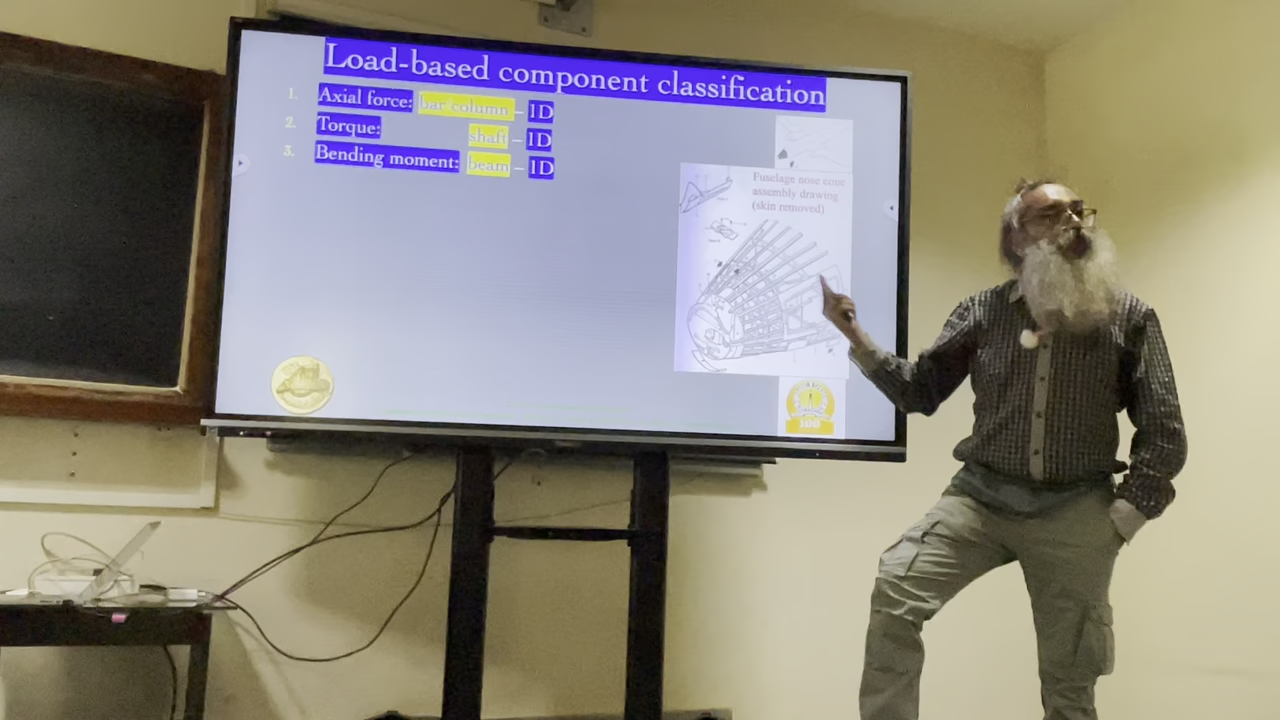 Load-based component classification
1. Axial force: bar column – 1D
2. Torque: shaft – 1D
3. Bending moment: beam – 1D
Fuselage nose cone
assembly drawing
(skin removed)
100